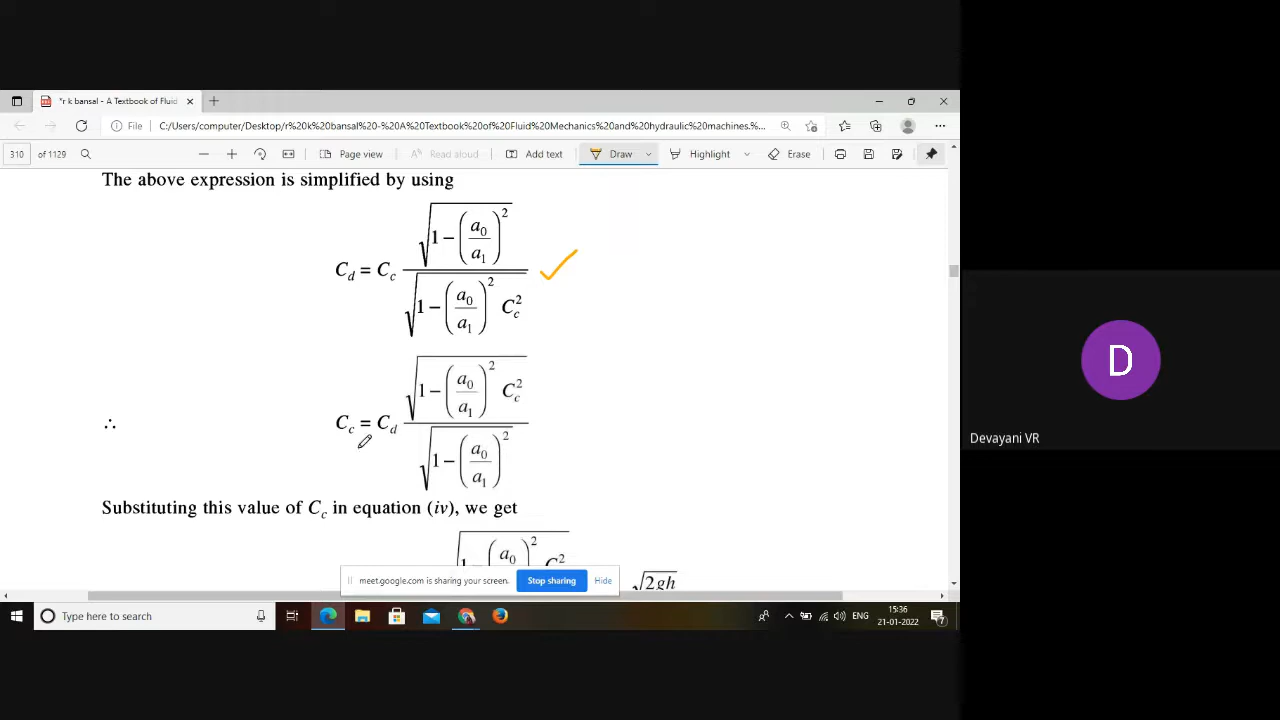 *r k bansal - A Textbook of Fluid
File C:/Users/computer/Desktop/r%20k%20bansal%20-%20A%20Textbook%20of%20Fluid%20Mechanics%20and%20hydraulic%20machines.%...
310 of 1129 Page view Read aloud Add text Draw Highlight Erase
The above expression is simplified by using
C_d = C_c √(1 − (a_0/a_1)^2) / √(1 − (a_0/a_1)^2 C_c^2)
∴ C_c = C_d √(1 − (a_0/a_1)^2 C_c^2) / √(1 − (a_0/a_1)^2)
Substituting this value of C_c in equation (iv), we get
√2gh
meet.google.com is sharing your screen. Stop sharing Hide
Type here to search
ENG 15:36
21-01-2022
7
D
Devayani VR